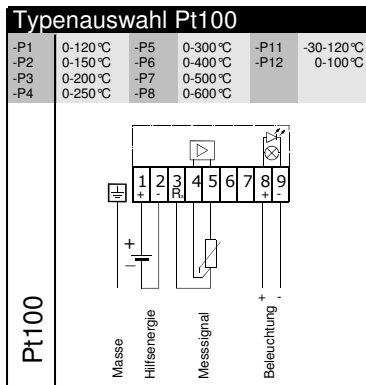 Typenauswahl Pt100
-P1 0-120°C -P5 0-300°C -P11 -30-120°C
-P2 0-150°C -P6 0-400°C -P12 0-100°C
-P3 0-200°C -P7 0-500°C
-P4 0-250°C -P8 0-600°C
1 2 3 4 5 6 7 8 9
+ - R + -
+
−
+ -
Pt100
Masse
Hilfsenergie
Messsignal
Beleuchtung